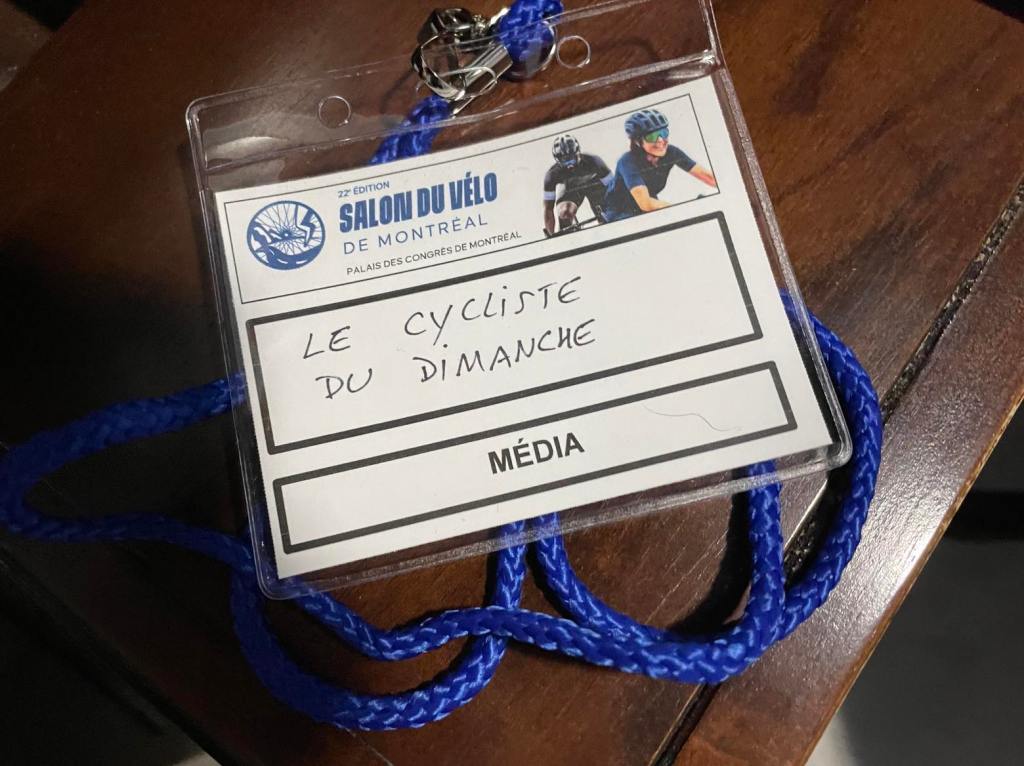 22e ÉDITION
SALON DU VÉLO
DE MONTRÉAL
PALAIS DES CONGRÈS DE MONTRÉAL
LE CYCLISTE
DU DIMANCHE
MÉDIA